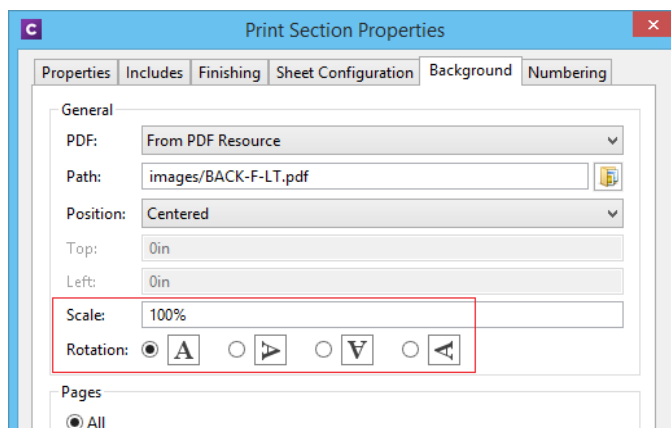 C
Print Section Properties
Properties Includes Finishing Sheet Configuration Background Numbering
General
PDF: From PDF Resource
Path: images/BACK-F-LT.pdf
Position: Centered
Top: 0in
Left: 0in
Scale: 100%
Rotation: A A A A
Pages
All